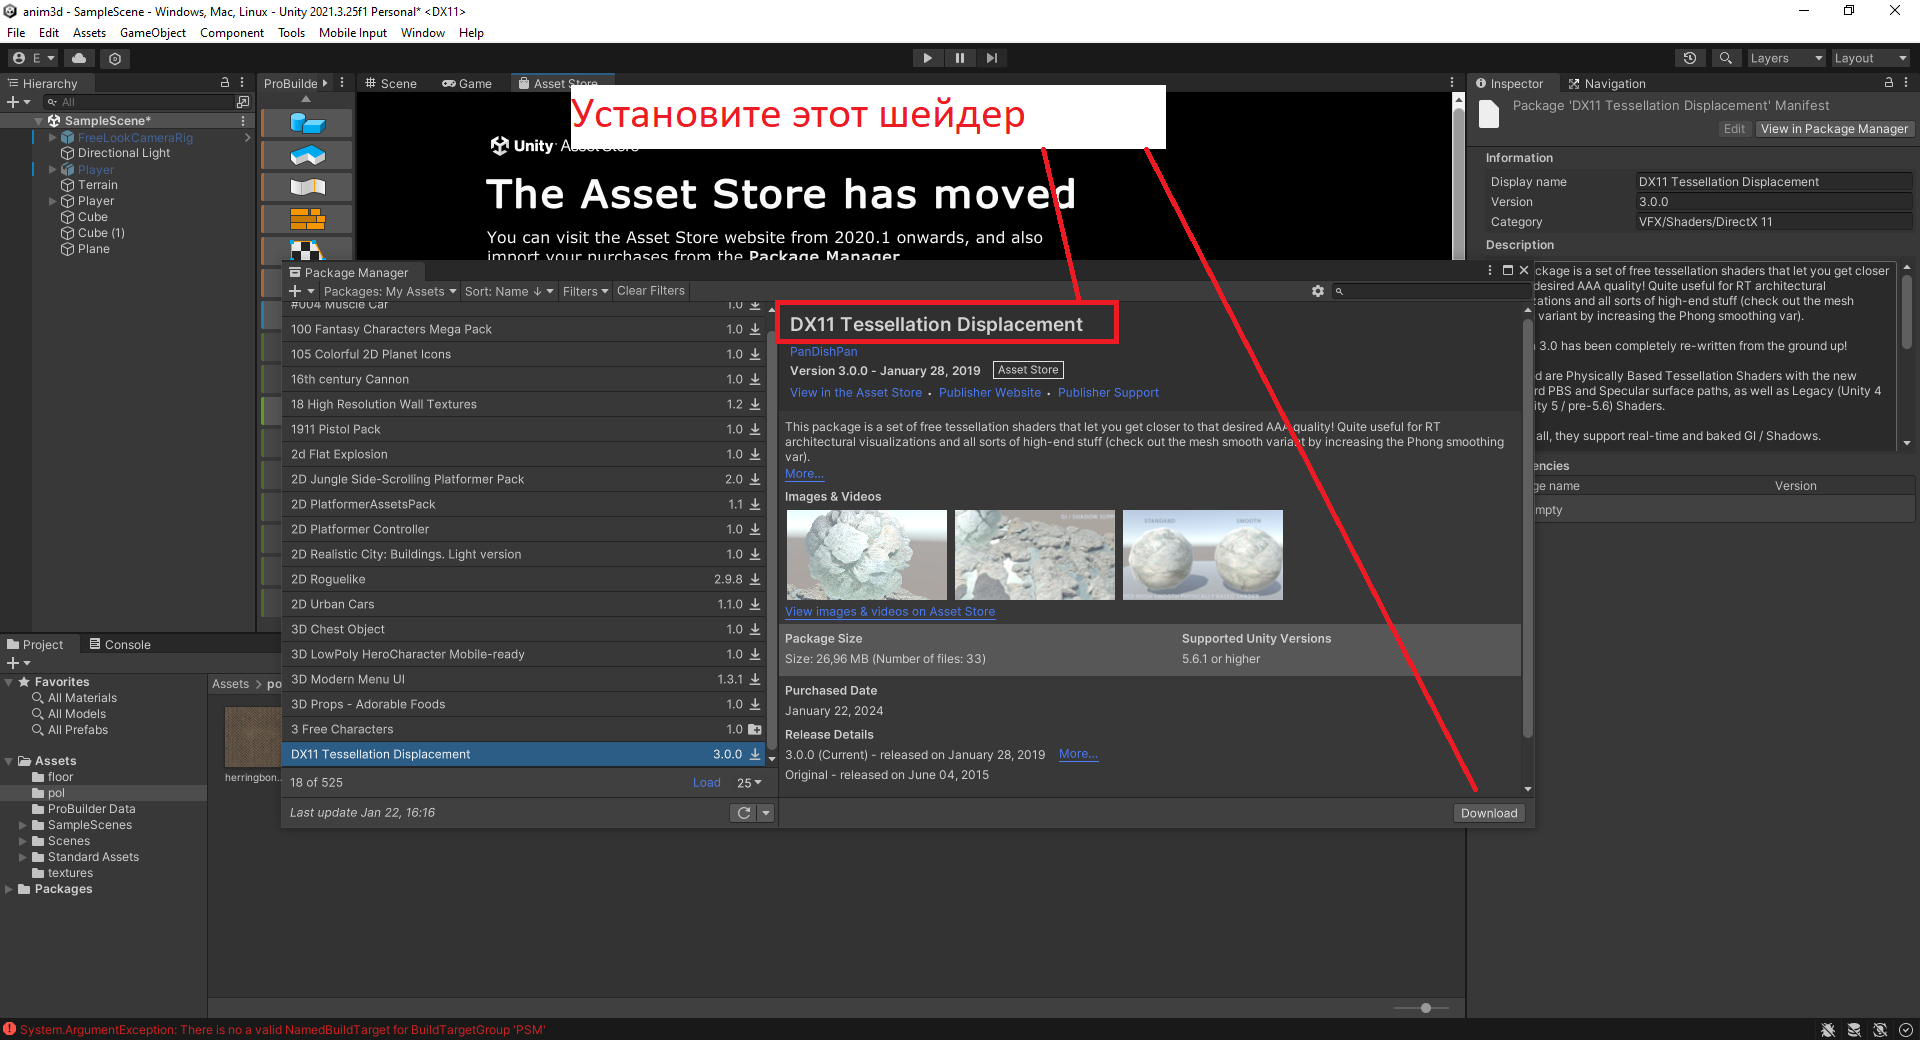 anim3d - SampleScene - Windows, Mac, Linux - Unity 2021.3.25f1 Personal* <DX11>
File Edit Assets GameObject Component Tools Mobile Input Window Help
E
Layers
Layout
Hierarchy
All
SampleScene*
FreeLookCameraRig
Directional Light
Player
Terrain
Player
Cube
Cube (1)
Plane
ProBuilde
Scene
Game
Asset Store
Установите этот шейдер
Unity Asset Store
The Asset Store has moved
You can visit the Asset Store website from 2020.1 onwards, and also
import your purchases from the Package Manager
Inspector
Navigation
Package 'DX11 Tessellation Displacement' Manifest
Edit
View in Package Manager
Information
Display name DX11 Tessellation Displacement
Version 3.0.0
Category VFX/Shaders/DirectX 11
Description
ckage is a set of free tessellation shaders that let you get closer
desired AAA quality! Quite useful for RT architectural
zations and all sorts of high-end stuff (check out the mesh
variant by increasing the Phong smoothing var).
n 3.0 has been completely re-written from the ground up!
d are Physically Based Tessellation Shaders with the new
rd PBS and Specular surface paths, as well as Legacy (Unity 4
ity 5 / pre-5.6) Shaders.
all, they support real-time and baked GI / Shadows.
encies
ge name Version
mpty
Package Manager
Packages: My Assets
Sort: Name ↓
Filters
Clear Filters
#004 Muscle Car 1.0
100 Fantasy Characters Mega Pack 1.0
105 Colorful 2D Planet Icons 1.0
16th century Cannon 1.0
18 High Resolution Wall Textures 1.2
1911 Pistol Pack 1.0
2d Flat Explosion 1.0
2D Jungle Side-Scrolling Platformer Pack 2.0
2D PlatformerAssetsPack 1.1
2D Platformer Controller 1.0
2D Realistic City: Buildings. Light version 1.0
2D Roguelike 2.9.8
2D Urban Cars 1.1.0
3D Chest Object 1.0
3D LowPoly HeroCharacter Mobile-ready 1.0
3D Modern Menu UI 1.3.1
3D Props - Adorable Foods 1.0
3 Free Characters 1.0
DX11 Tessellation Displacement 3.0.0
18 of 525
Load
25
Last update Jan 22, 16:16
DX11 Tessellation Displacement
PanDishPan
Version 3.0.0 - January 28, 2019 Asset Store
View in the Asset Store • Publisher Website • Publisher Support
This package is a set of free tessellation shaders that let you get closer to that desired AAA quality! Quite useful for RT
architectural visualizations and all sorts of high-end stuff (check out the mesh smooth variant by increasing the Phong smoothing
var).
More...
Images & Videos
STANDARD
SMOOTH
View images & videos on Asset Store
Package Size
Size: 26,96 MB (Number of files: 33)
Supported Unity Versions
5.6.1 or higher
Purchased Date
January 22, 2024
Release Details
3.0.0 (Current) - released on January 28, 2019 More...
Original - released on June 04, 2015
Download
Project
Console
Favorites
All Materials
All Models
All Prefabs
Assets
floor
pol
ProBuilder Data
SampleScenes
Scenes
Standard Assets
textures
Packages
Assets > po
herringbon...
System.ArgumentException: There is no a valid NamedBuildTarget for BuildTargetGroup 'PSM'